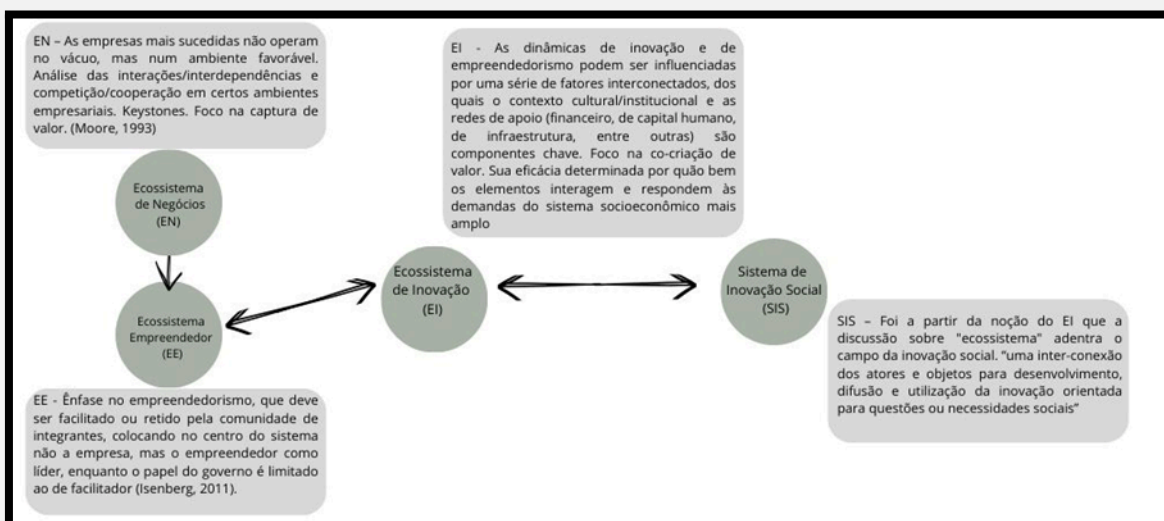 EN – As empresas mais sucedidas não operam
no vácuo, mas num ambiente favorável.
Análise das interações/interdependências e
competição/cooperação em certos ambientes
empresariais. Keystones. Foco na captura de
valor. (Moore, 1993)
Ecossistema
de Negócios
(EN)
Ecossistema
Empreendedor
(EE)
EE - Ênfase no empreendedorismo, que deve
ser facilitado ou retido pela comunidade de
integrantes, colocando no centro do sistema
não a empresa, mas o empreendedor como
líder, enquanto o papel do governo é limitado
ao de facilitador (Isenberg, 2011).
EI - As dinâmicas de inovação e de
empreendedorismo podem ser influenciadas
por uma série de fatores interconectados, dos
quais o contexto cultural/institucional e as
redes de apoio (financeiro, de capital humano,
de infraestrutura, entre outras) são
componentes chave. Foco na co-criação de
valor. Sua eficácia determinada por quão bem
os elementos interagem e respondem às
demandas do sistema socioeconômico mais
amplo
Ecossistema
de Inovação
(EI)
Sistema de
Inovação Social
(SIS)
SIS – Foi a partir da noção do EI que a
discussão sobre "ecossistema" adentra o
campo da inovação social. "uma inter-conexão
dos atores e objetos para desenvolvimento,
difusão e utilização da inovação orientada
para questões ou necessidades sociais"